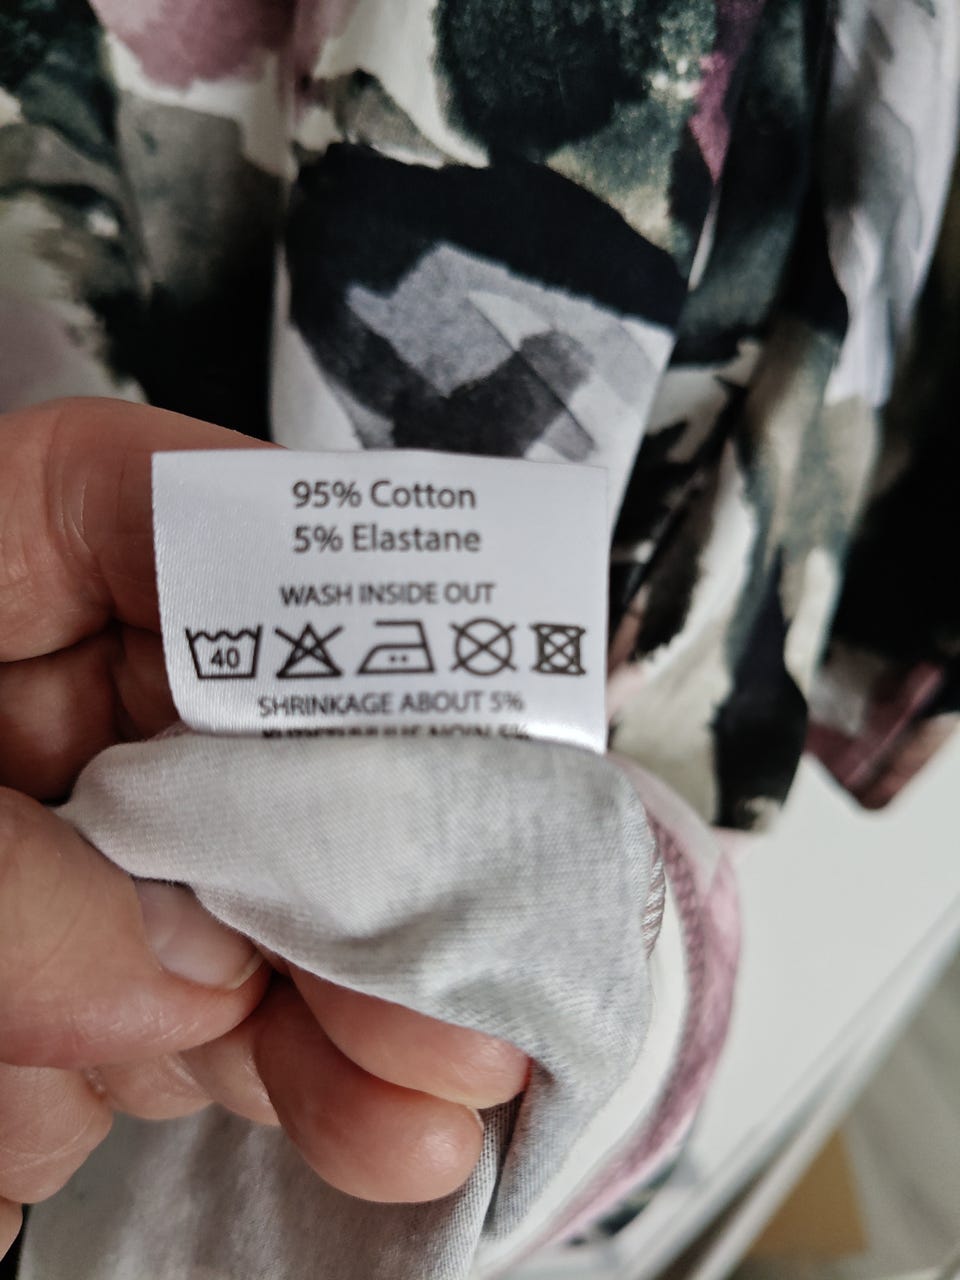 95% Cotton
5% Elastane
WASH INSIDE OUT
40
SHRINKAGE ABOUT 5%